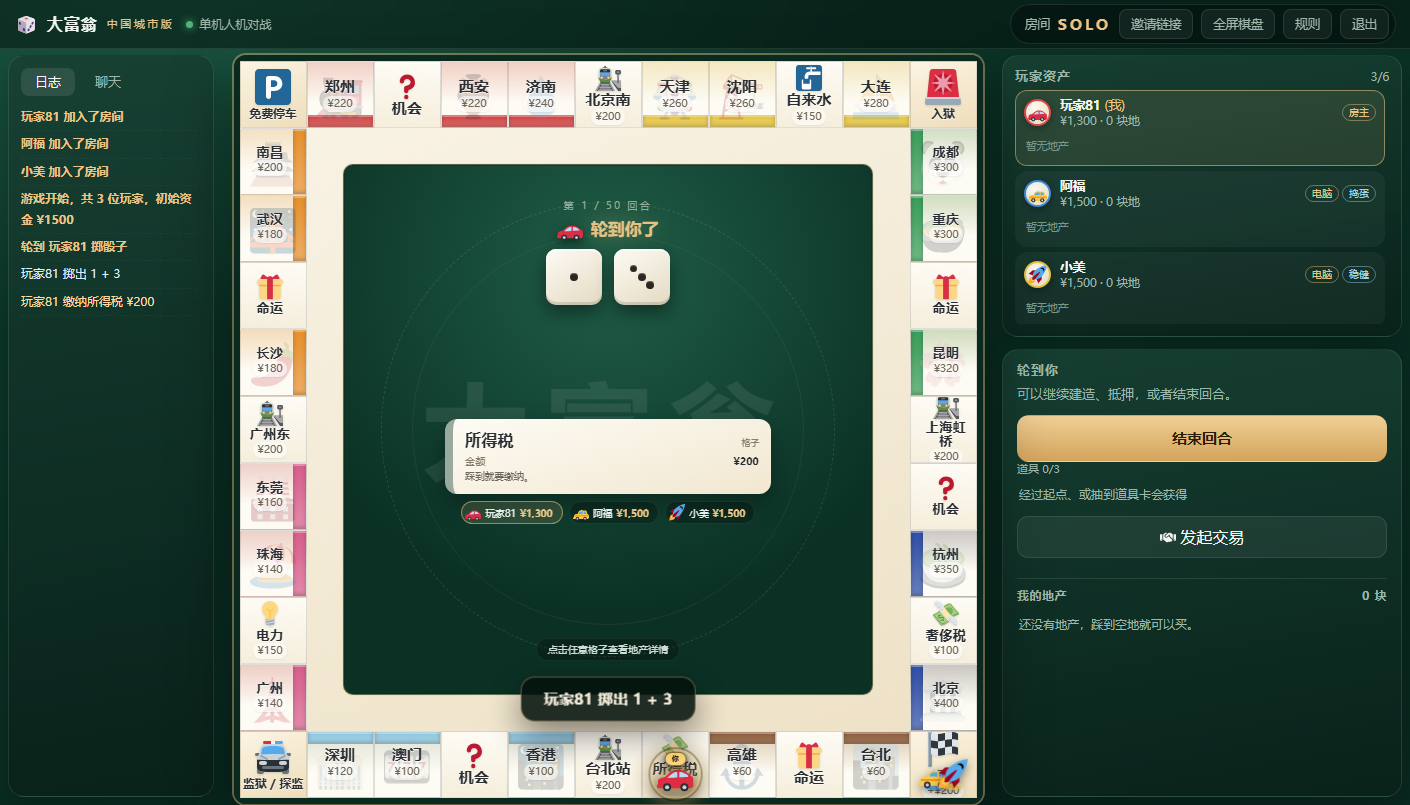 大富翁 中国城市版 单机人机对战
房间 SOLO 邀请链接 全屏棋盘 规则 退出
日志 聊天
玩家81 加入了房间
阿福 加入了房间
小美 加入了房间
游戏开始，共 3 位玩家，初始资
金 ¥1500
轮到 玩家81 掷骰子
玩家81 掷出 1 + 3
玩家81 缴纳所得税 ¥200
P
免费停车
郑州
¥220
机会
西安
¥220
济南
¥240
北京南
¥200
天津
¥260
沈阳
¥260
自来水
¥150
大连
¥280
入狱
南昌
¥200
武汉
¥180
命运
长沙
¥180
广州东
¥200
东莞
¥160
珠海
¥140
电力
¥150
广州
¥140
成都
¥300
重庆
¥300
命运
昆明
¥320
上海虹
桥
¥200
机会
杭州
¥350
奢侈税
¥100
北京
¥400
第 1 / 50 回合
轮到你了
大富翁
所得税 格子
金额 ¥200
踩到就要缴纳。
玩家81 ¥1,300 阿福 ¥1,500 小美 ¥1,500
点击任意格子查看地产详情
玩家81 掷出 1 + 3
监狱 / 探监
深圳
¥120
澳门
¥100
机会
香港
¥100
台北站
¥200
你
所得税
高雄
¥60
命运
台北
¥60
玩家资产 3/6
玩家81 (我) 房主
¥1,300 · 0 块地
暂无地产
阿福 电脑 捣蛋
¥1,500 · 0 块地
暂无地产
小美 电脑 稳健
¥1,500 · 0 块地
暂无地产
轮到你
可以继续建造、抵押，或者结束回合。
结束回合
道具 0/3
经过起点、或抽到道具卡会获得
发起交易
我的地产 0 块
还没有地产，踩到空地就可以买。